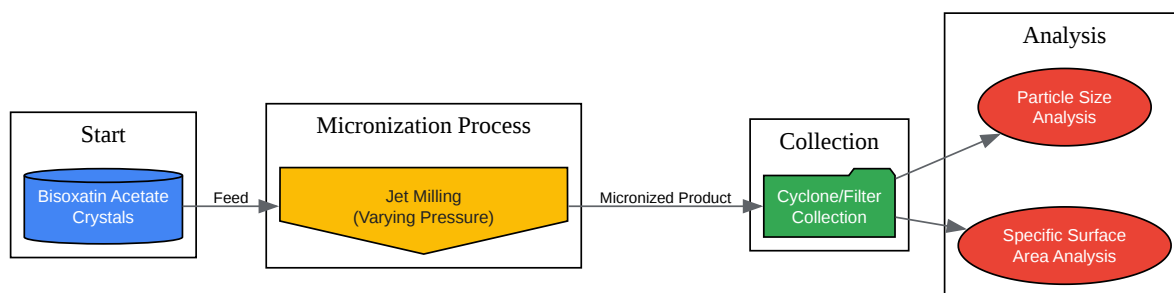 Start
Bisoxatin Acetate
Crystals
Feed
Micronization Process
Jet Milling
(Varying Pressure)
Micronized Product
Collection
Cyclone/Filter
Collection
Analysis
Particle Size
Analysis
Specific Surface
Area Analysis